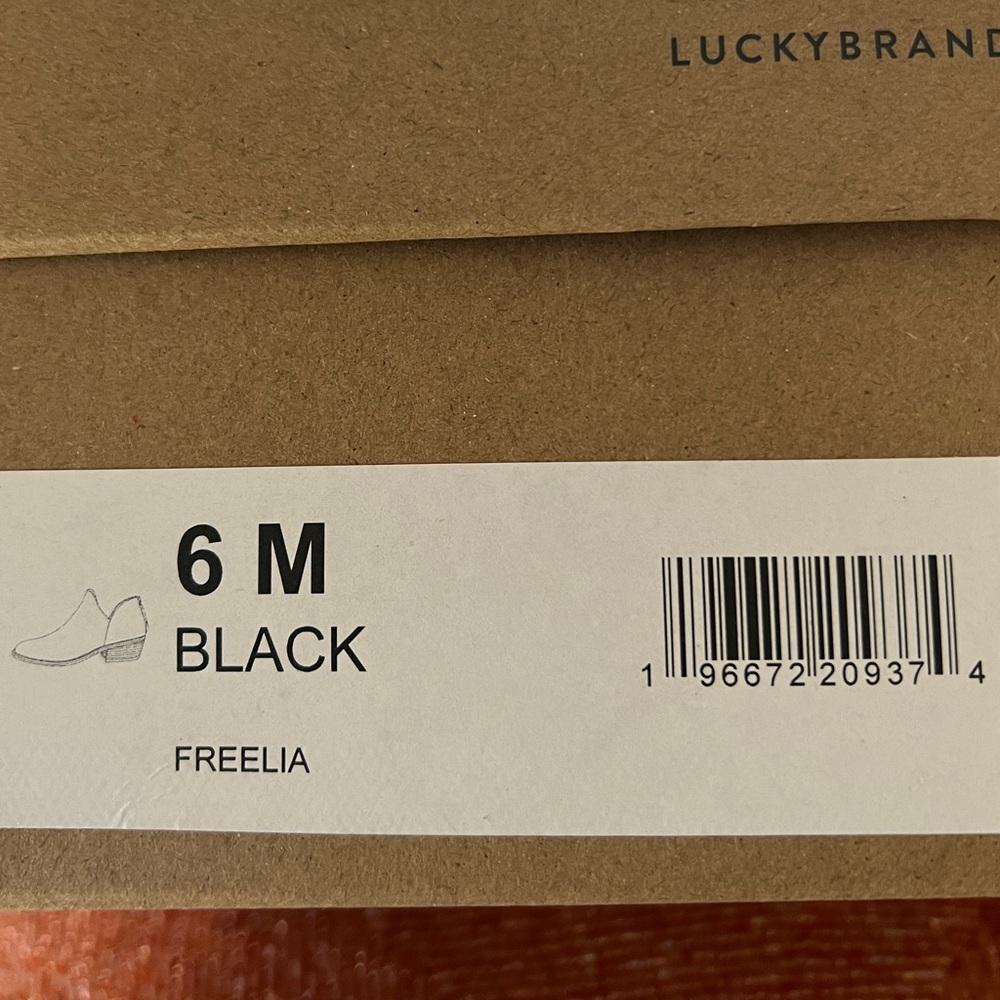 LUCKYBRAND
6 M
BLACK
FREELIA
1 96672 20937 4